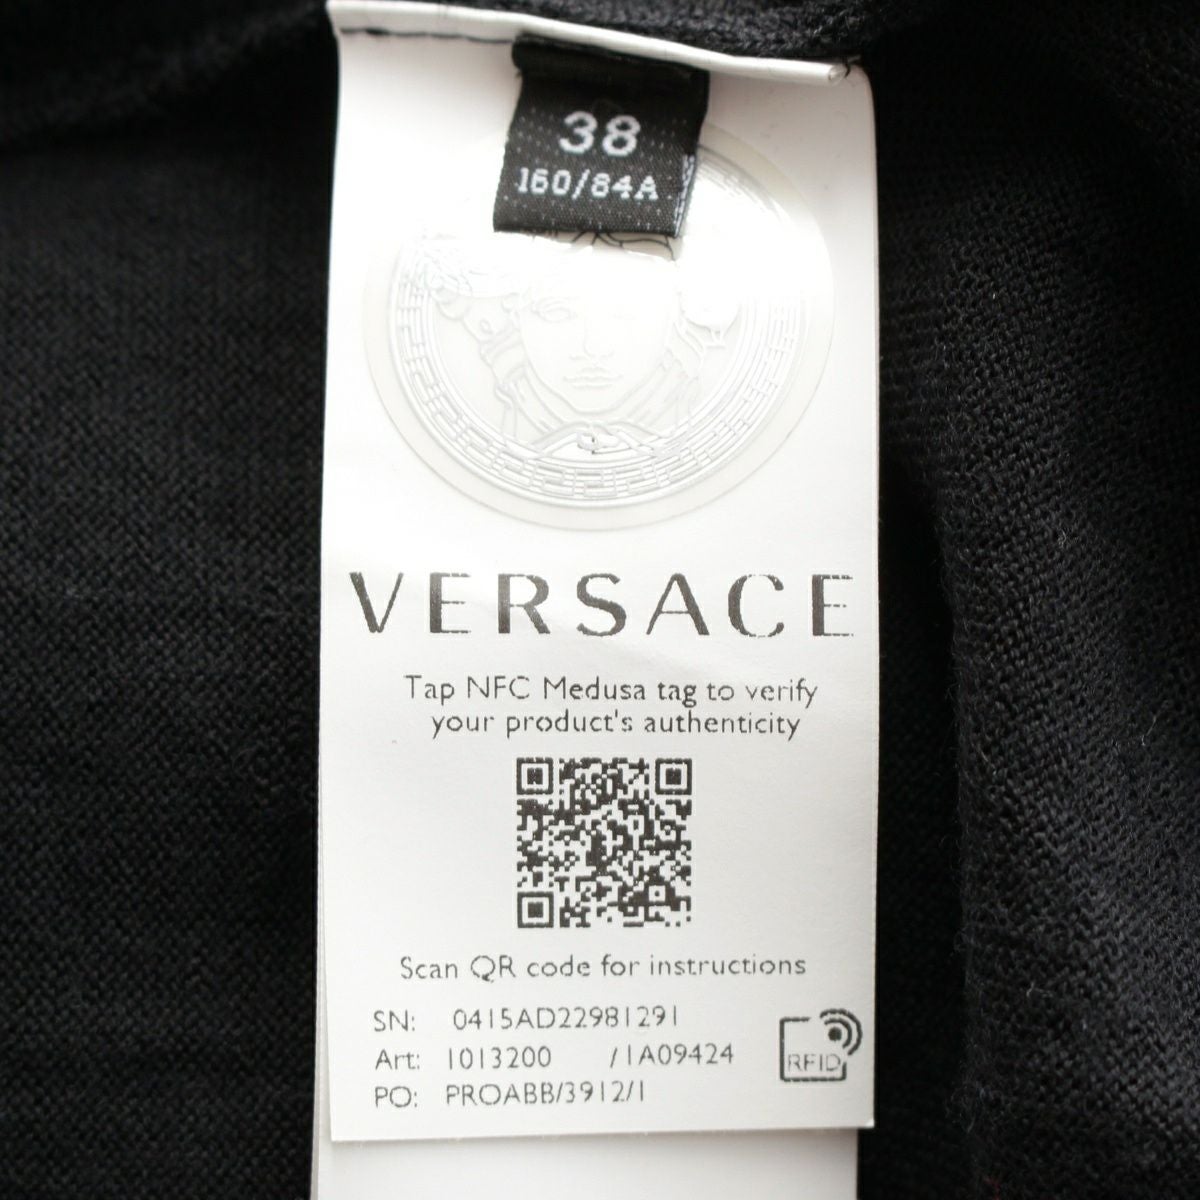 38
160/84A
VERSACE
Tap NFC Medusa tag to verify
your product's authenticity
Scan QR code for instructions
SN: 0415AD22981291
Art: 1013200 /1A09424
PO: PROABB/3912/1
RFID